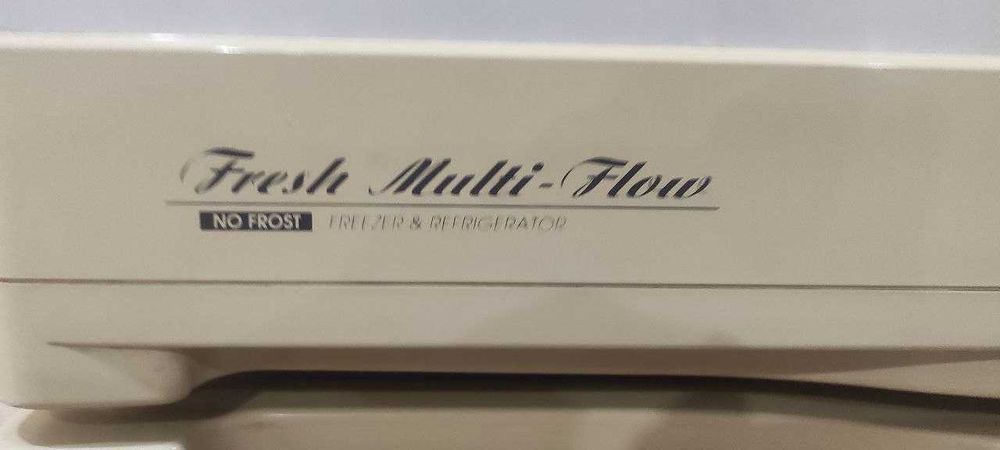 Fresh Multi-Flow
NO FROST FREEZER & REFRIGERATOR